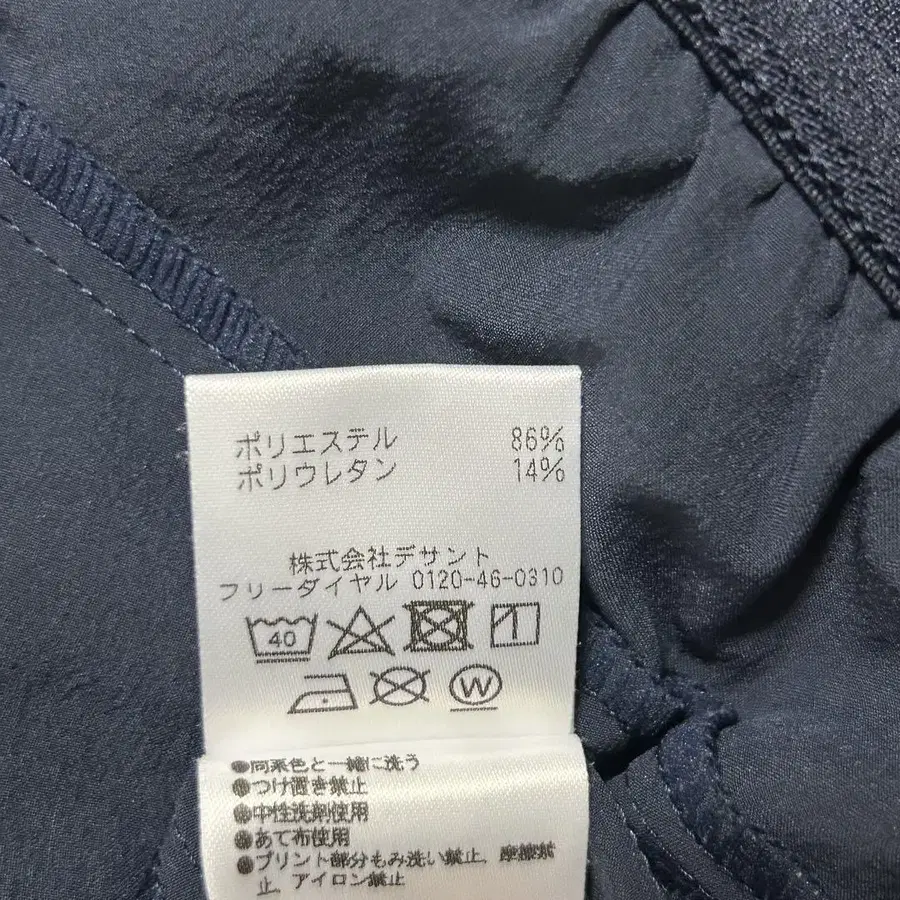 ポリエステル 86%
ポリウレタン 14%
株式会社デサント
フリーダイヤル 0120-46-0310
40
W
●同系色と一緒に洗う
●つけ置き禁止
●中性洗剤使用
●あて布使用
●プリント部分もみ洗い禁止、摩擦禁
止、アイロン禁止